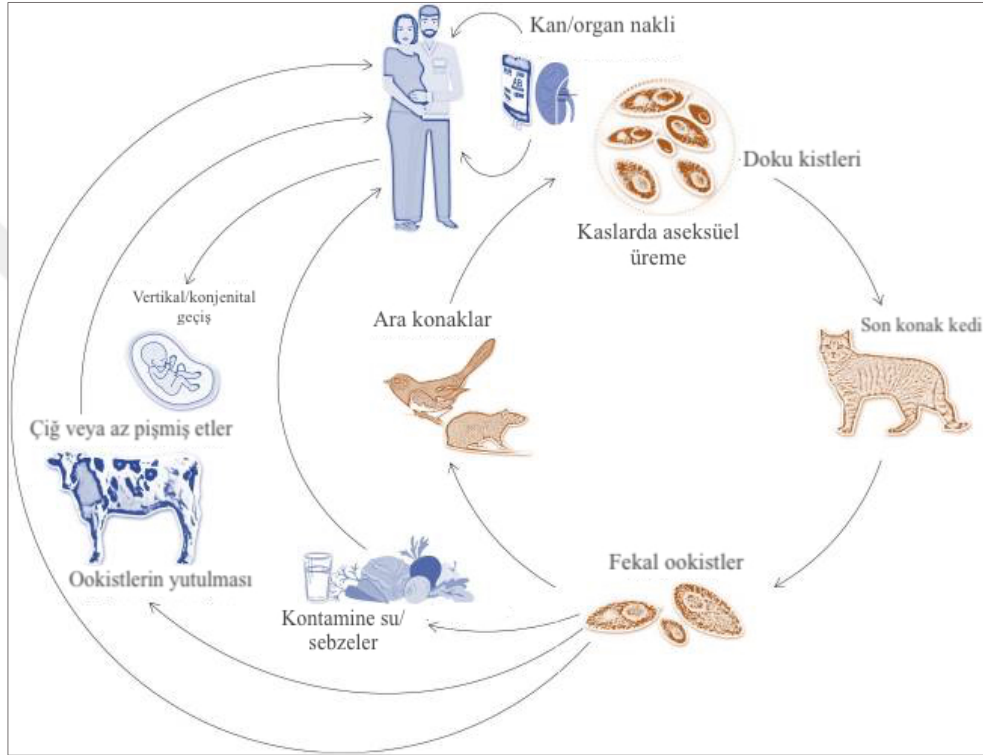 Kan/organ nakli
Doku kistleri
Kaslarda aseksüel
üreme
Vertikal/konjenital
geçiş
Ara konaklar
Son konak kedi
Çiğ veya az pişmiş etler
Ookistlerin yutulması
Kontamine su/
sebzeler
Fekal ookistler